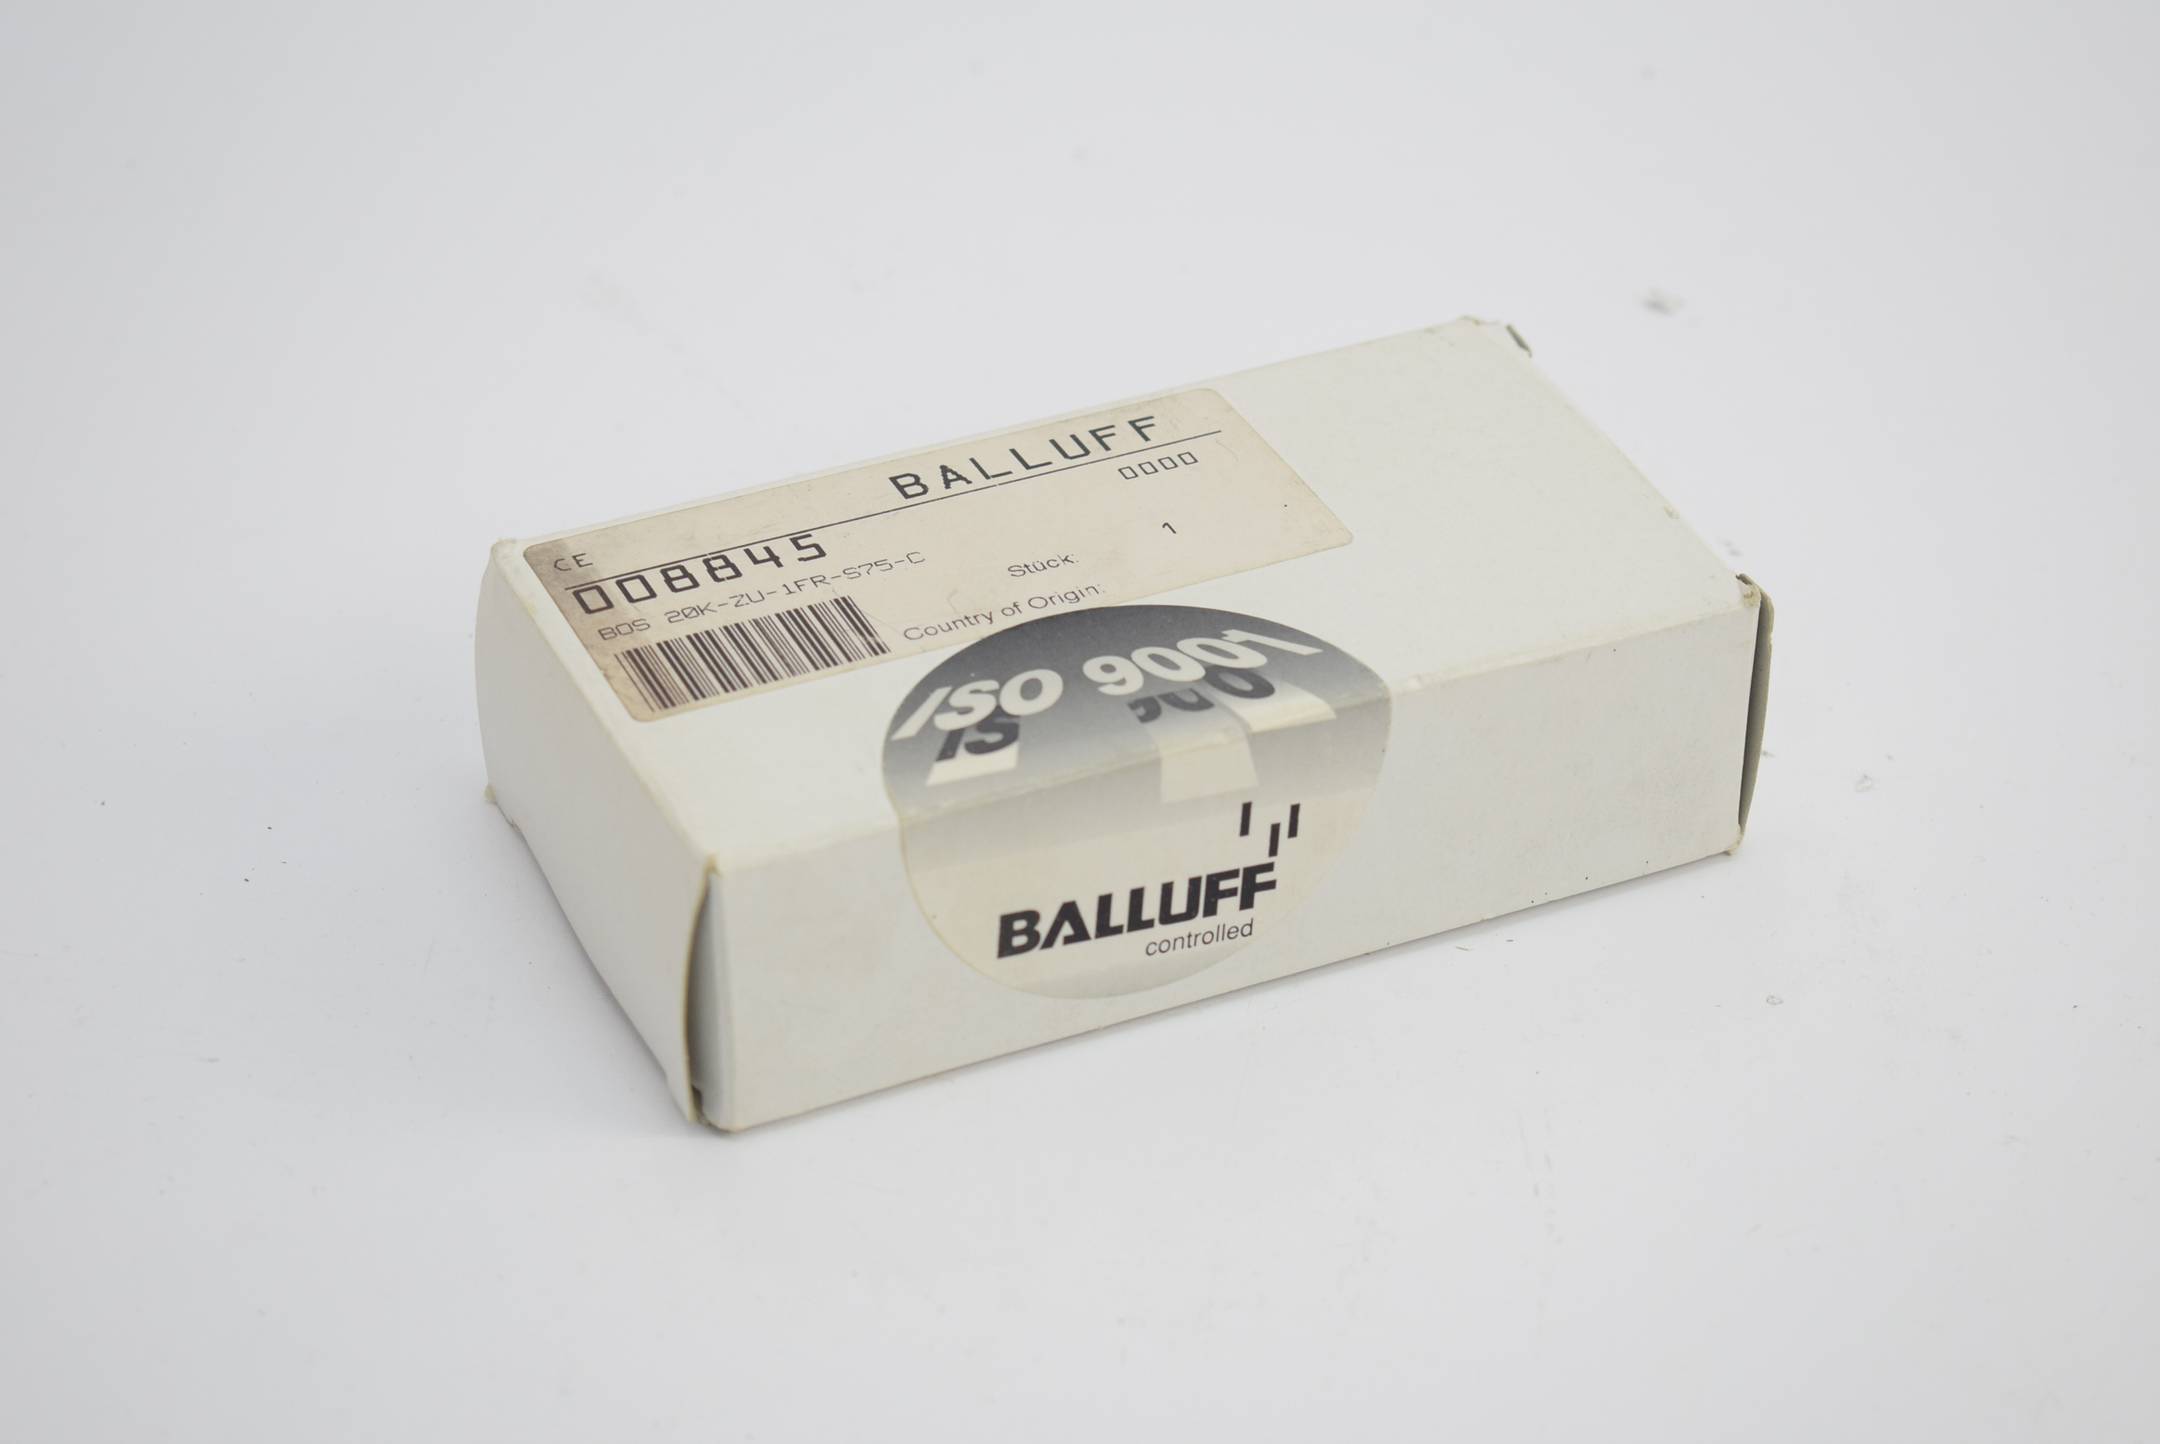 BALLUFF
CE
0000
008845
BOS 20K-ZU-1FR-S75-C
Stück: 1
Country of Origin:
ISO 9001
BALLUFF
controlled